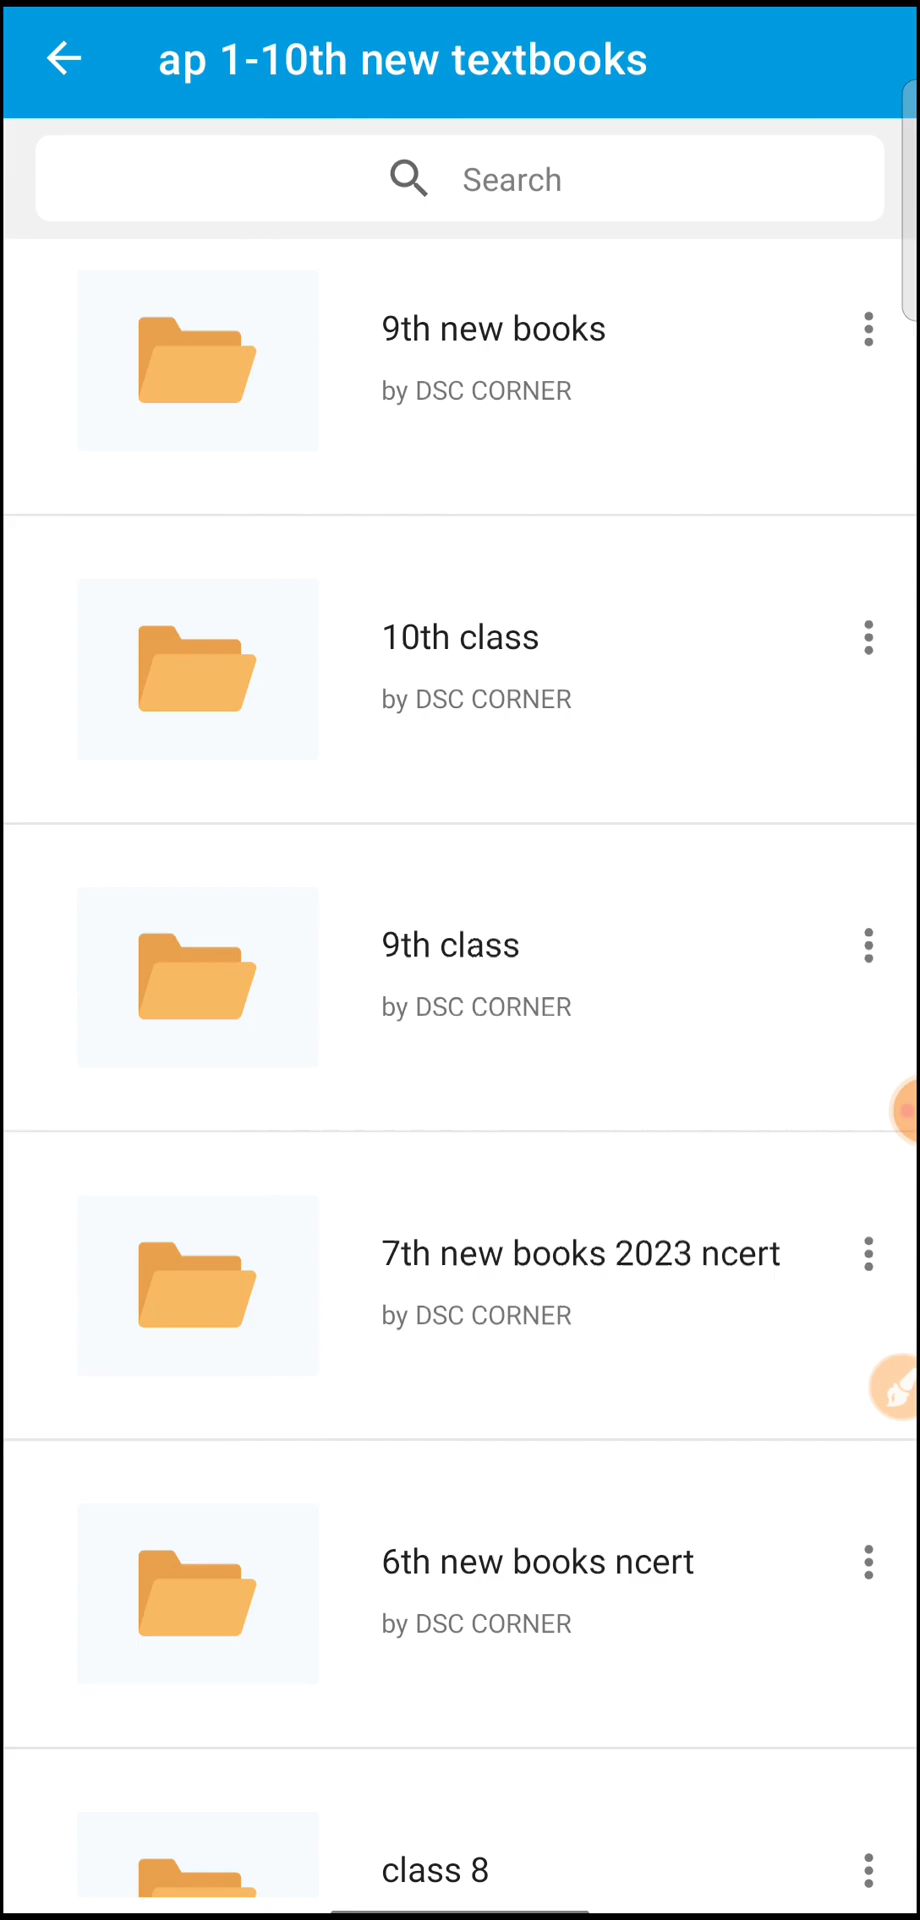 ap 1-10th new textbooks
Search
9th new books
by DSC CORNER
10th class
by DSC CORNER
9th class
by DSC CORNER
7th new books 2023 ncert
by DSC CORNER
6th new books ncert
by DSC CORNER
class 8